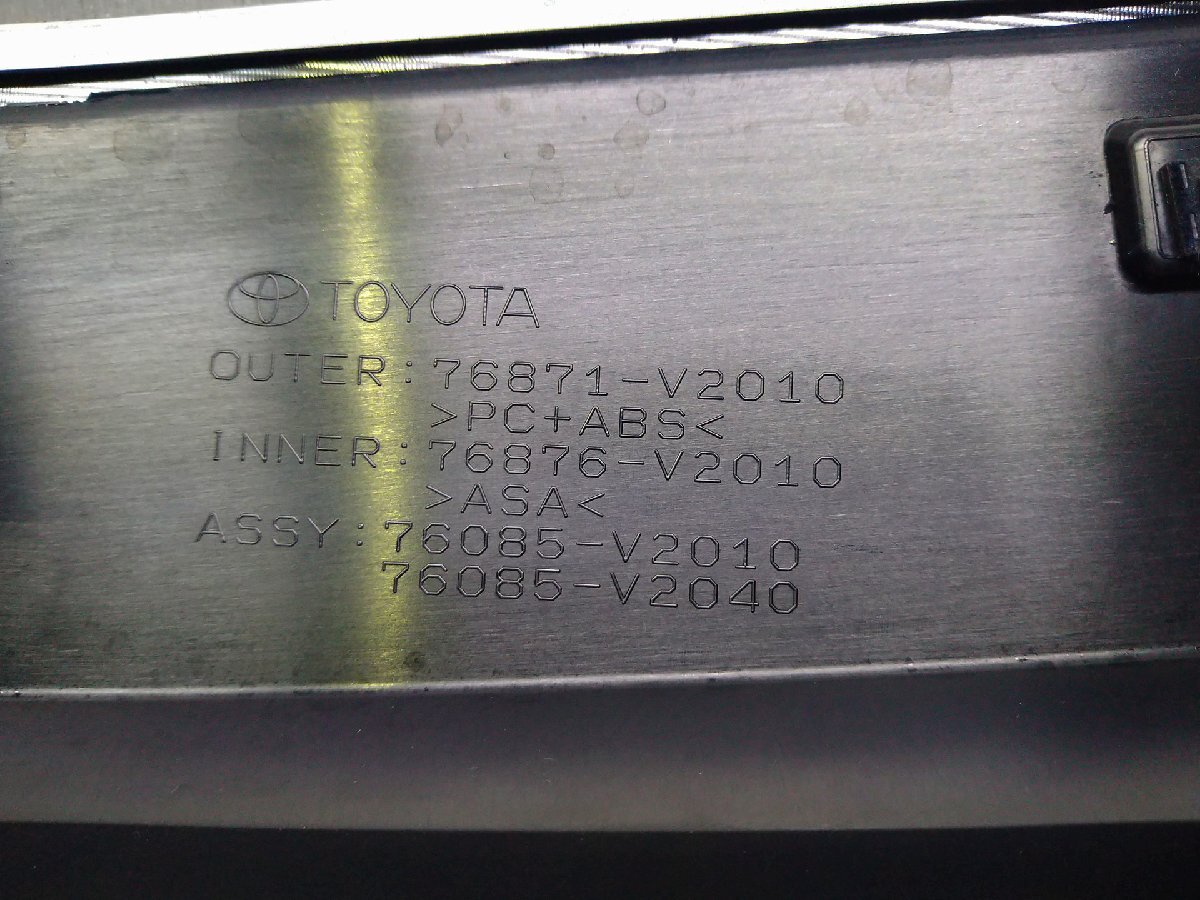 TOYOTA
OUTER: 76871-V2010
>PC+ABS<
INNER: 76876-V2010
>ASA<
ASSY: 76085-V2010
76085-V2040